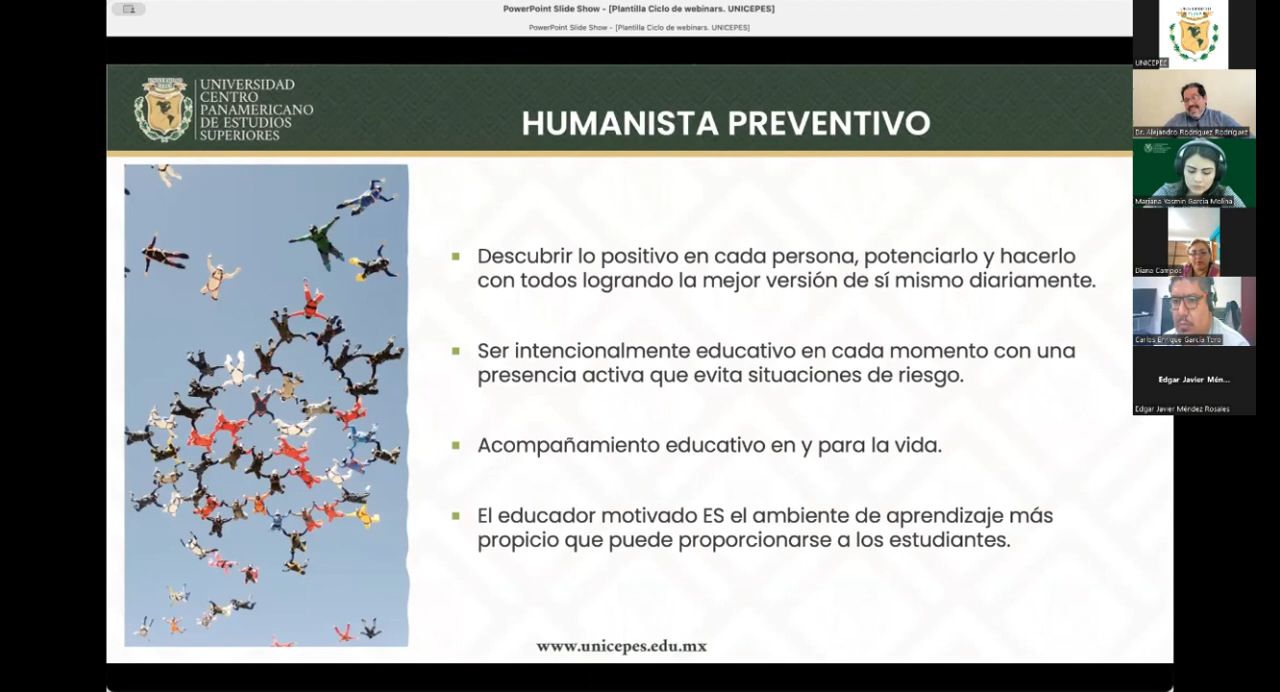 PowerPoint Slide Show - [Plantilla Ciclo de webinars. UNICEPES]
PowerPoint Slide Show - [Plantilla Ciclo de webinars. UNICEPES]
UNIVERSIDAD
CENTRO
PANAMERICANO
DE ESTUDIOS
SUPERIORES
HUMANISTA PREVENTIVO
▪ Descubrir lo positivo en cada persona, potenciarlo y hacerlo
con todos logrando la mejor versión de sí mismo diariamente.
▪ Ser intencionalmente educativo en cada momento con una
presencia activa que evita situaciones de riesgo.
▪ Acompañamiento educativo en y para la vida.
▪ El educador motivado ES el ambiente de aprendizaje más
propicio que puede proporcionarse a los estudiantes.
www.unicepes.edu.mx
UNICEPES
Dr. Alejandro Rodríguez Rodríguez
Mariana Yasmin García Molina
Diana Campos
Carlos Enrique García Toro
Edgar Javier Mén...
Edgar Javier Méndez Rosales